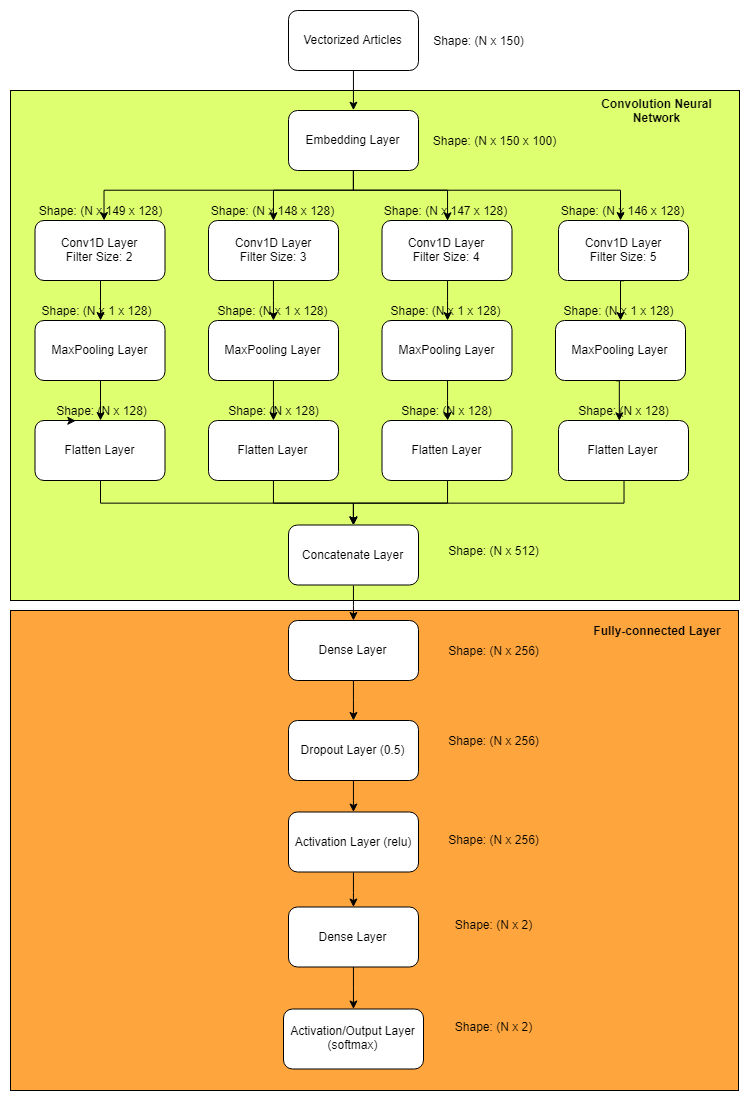 Vectorized Articles
Shape: (N x 150)
Convolution Neural
Network
Embedding Layer
Shape: (N x 150 x 100)
Shape: (N x 149 x 128)
Shape: (N x 148 x 128)
Shape: (N x 147 x 128)
Shape: (N x 146 x 128)
Conv1D Layer
Filter Size: 2
Conv1D Layer
Filter Size: 3
Conv1D Layer
Filter Size: 4
Conv1D Layer
Filter Size: 5
Shape: (N x 1 x 128)
Shape: (N x 1 x 128)
Shape: (N x 1 x 128)
Shape: (N x 1 x 128)
MaxPooling Layer
MaxPooling Layer
MaxPooling Layer
MaxPooling Layer
Shape: (N x 128)
Shape: (N x 128)
Shape: (N x 128)
Shape: (N x 128)
Flatten Layer
Flatten Layer
Flatten Layer
Flatten Layer
Concatenate Layer
Shape: (N x 512)
Fully-connected Layer
Dense Layer
Shape: (N x 256)
Dropout Layer (0.5)
Shape: (N x 256)
Activation Layer (relu)
Shape: (N x 256)
Dense Layer
Shape: (N x 2)
Activation/Output Layer
(softmax)
Shape: (N x 2)